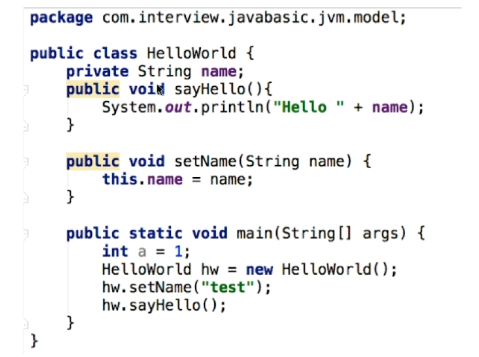 package com.interview.javabasic.jvm.model;
public class HelloWorld {
private String name;
public void sayHello(){
System.out.println("Hello " + name);
}
public void setName(String name) {
this.name = name;
}
public static void main(String[] args) {
int a = 1;
HelloWorld hw = new HelloWorld();
hw.setName("test");
hw.sayHello();
}
}